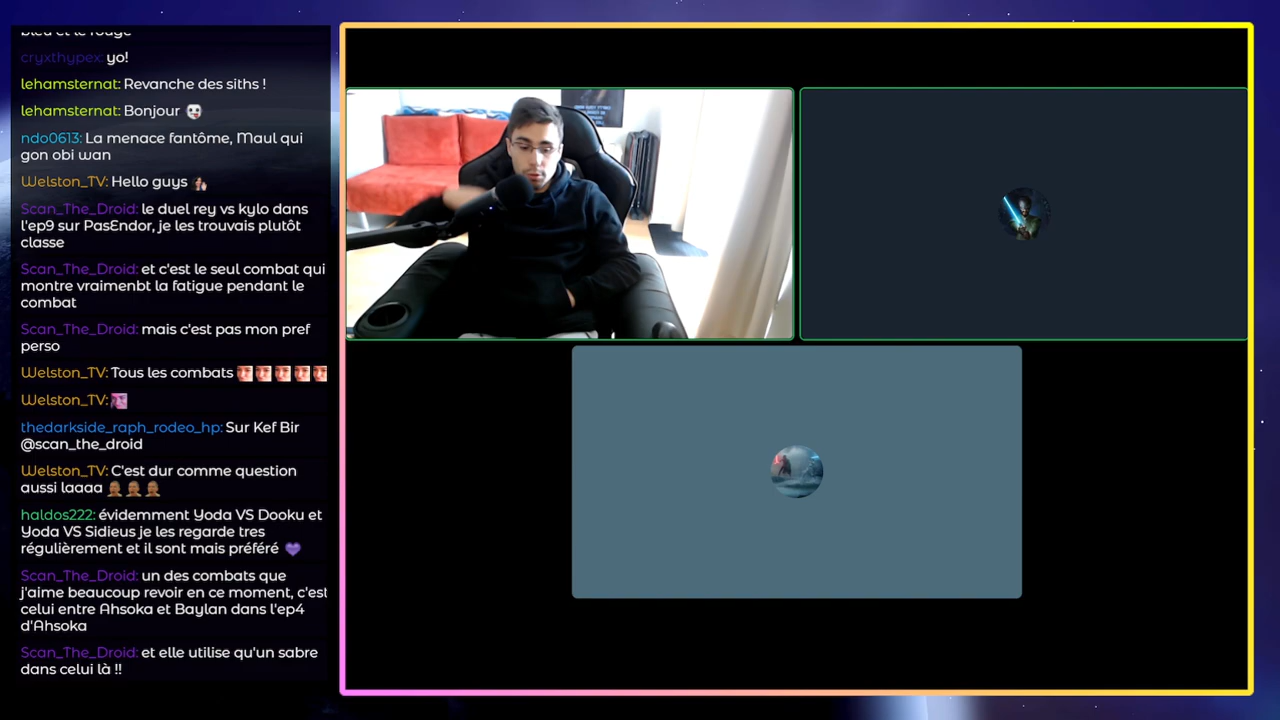 bleu et le rouge
cryxthypex: yo!
lehamsternat: Revanche des siths !
lehamsternat: Bonjour
ndo0613: La menace fantôme, Maul qui
gon obi wan
Welston_TV: Hello guys
Scan_The_Droid: le duel rey vs kylo dans
l'ep9 sur PasEndor, je les trouvais plutôt
classe
Scan_The_Droid: et c'est le seul combat qui
montre vraimenbt la fatigue pendant le
combat
Scan_The_Droid: mais c'est pas mon pref
perso
Welston_TV: Tous les combats
Welston_TV:
thedarkside_raph_rodeo_hp: Sur Kef Bir
@scan_the_droid
Welston_TV: C'est dur comme question
aussi laaaa
haldos222: évidemment Yoda VS Dooku et
Yoda VS Sidieus je les regarde tres
régulièrement et il sont mais préféré 💜
Scan_The_Droid: un des combats que
j'aime beaucoup revoir en ce moment, c'est
celui entre Ahsoka et Baylan dans l'ep4
d'Ahsoka
Scan_The_Droid: et elle utilise qu'un sabre
dans celui là !!